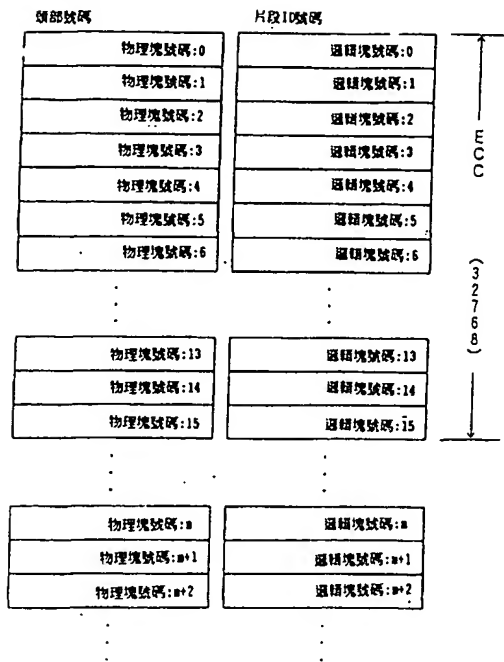 頭部號碼 片段ID號碼
物理塊號碼:0 邏輯塊號碼:0
物理塊號碼:1 邏輯塊號碼:1
物理塊號碼:2 邏輯塊號碼:2
物理塊號碼:3 邏輯塊號碼:3
物理塊號碼:4 邏輯塊號碼:4
物理塊號碼:5 邏輯塊號碼:5
物理塊號碼:6 邏輯塊號碼:6
ECC
(32768)
物理塊號碼:13 邏輯塊號碼:13
物理塊號碼:14 邏輯塊號碼:14
物理塊號碼:15 邏輯塊號碼:15
物理塊號碼:m 邏輯塊號碼:m
物理塊號碼:m+1 邏輯塊號碼:m+1
物理塊號碼:m+2 邏輯塊號碼:m+2